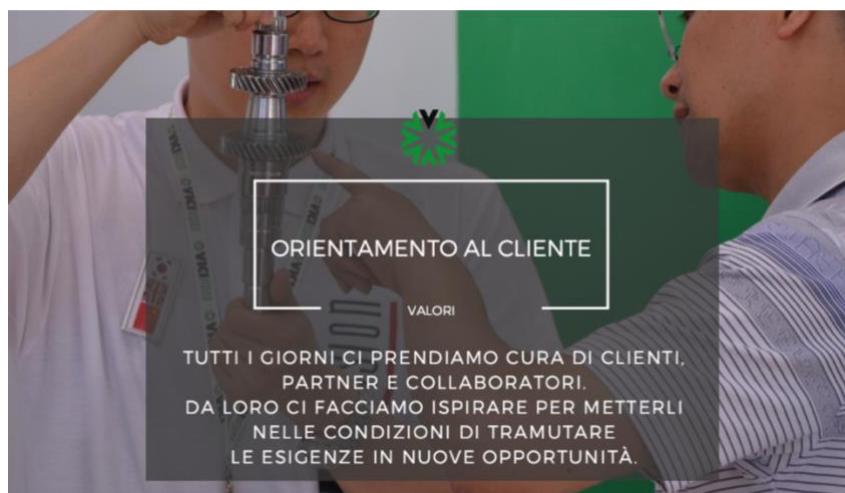 ORIENTAMENTO AL CLIENTE
VALORI
TUTTI I GIORNI CI PRENDIAMO CURA DI CLIENTI,
PARTNER E COLLABORATORI.
DA LORO CI FACCIAMO ISPIRARE PER METTERLI
NELLE CONDIZIONI DI TRAMUTARE
LE ESIGENZE IN NUOVE OPPORTUNITÀ.